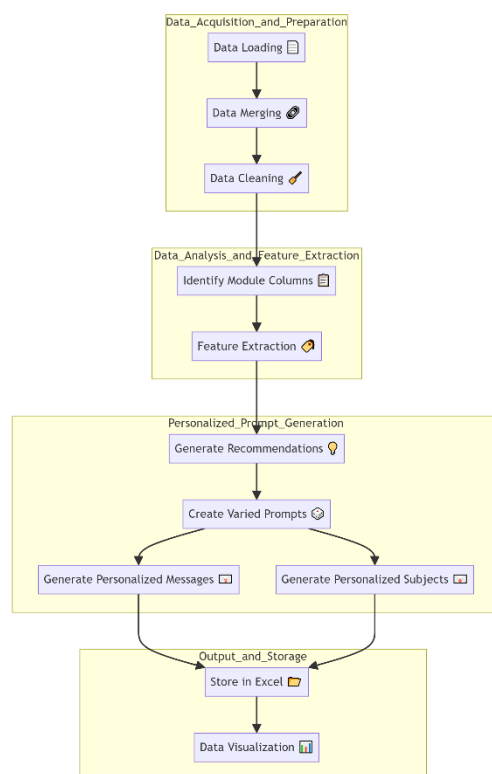 Data_Acquisition_and_Preparation
Data Loading 📄
Data Merging 🔗
Data Cleaning 🧹
Data_Analysis_and_Feature_Extraction
Identify Module Columns 📋
Feature Extraction 🏷️
Personalized_Prompt_Generation
Generate Recommendations 💡
Create Varied Prompts 🎲
Generate Personalized Messages 💌
Generate Personalized Subjects 💌
Output_and_Storage
Store in Excel 📂
Data Visualization 📊